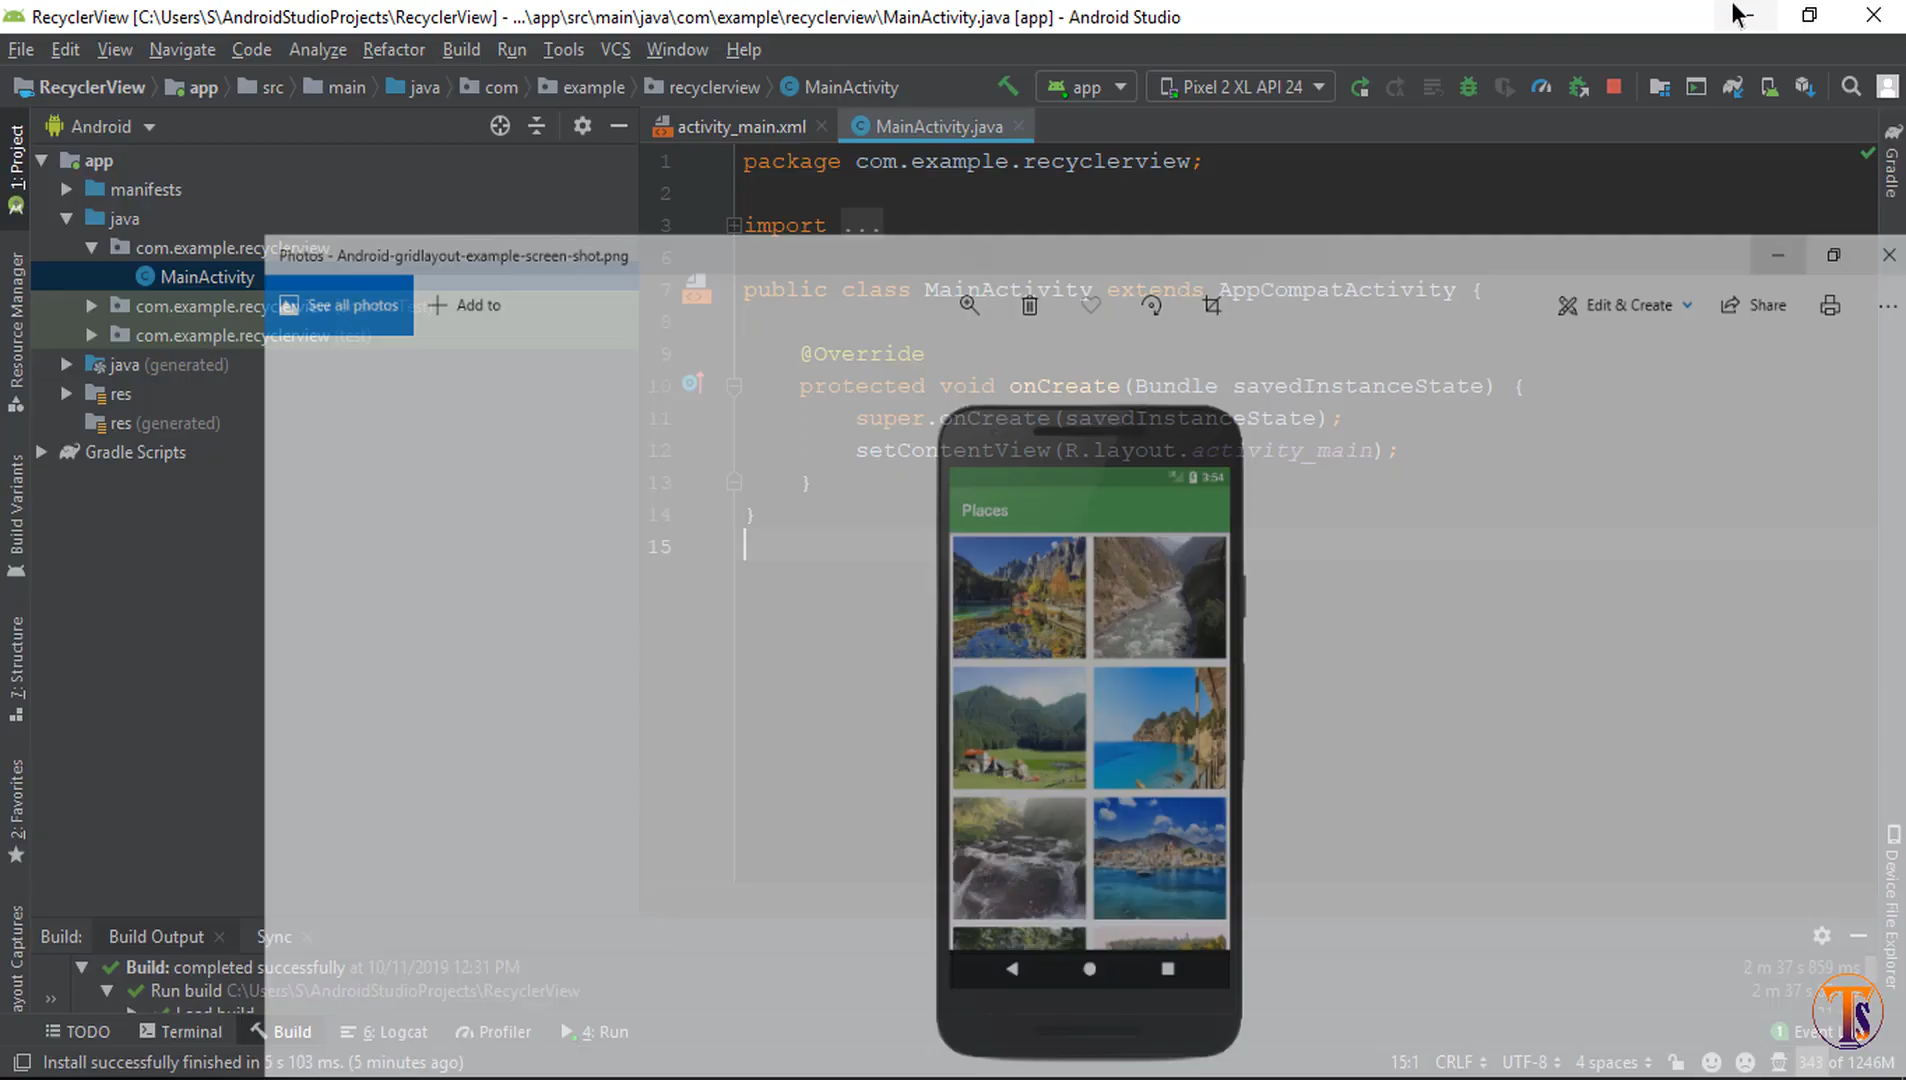 RecyclerView [C:\Users\S\AndroidStudioProjects\RecyclerView] - ...\app\src\main\java\com\example\recyclerview\MainActivity.java [app] - Android Studio
File Edit View Navigate Code Analyze Refactor Build Run Tools VCS Window Help
RecyclerView app src main java com example recyclerview MainActivity app Pixel 2 XL API 24
Android activity_main.xml MainActivity.java
1: Project
Resource Manager
Build Variants
7: Structure
2: Favorites
ayout Captures
app
manifests
java
com.example.recyclerview
MainActivity
com.example.recyclerview
com.example.recyclerview (test)
java (generated)
res
res (generated)
Gradle Scripts
Photos - Android-gridlayout-example-screen-shot.png
See all photos Add to Edit & Create Share
1 package com.example.recyclerview;
2
3 import ...
6
7 public class MainActivity extends AppCompatActivity {
8
9 @Override
10 protected void onCreate(Bundle savedInstanceState) {
11 super.onCreate(savedInstanceState);
12 setContentView(R.layout.activity_main);
13 }
14 }
15
3:54
Places
Gradle
Device File Explorer
Build: Build Output Sync
Build: completed successfully at 10/11/2019 12:31 PM 2 m 37 s 859 ms
Run build C:\Users\S\AndroidStudioProjects\RecyclerView 2 m 37 s
TODO Terminal Build 6: Logcat Profiler 4: Run 1 Event
TS
Install successfully finished in 5 s 103 ms. (5 minutes ago) 15:1 CRLF UTF-8 4 spaces 343 of 1246M